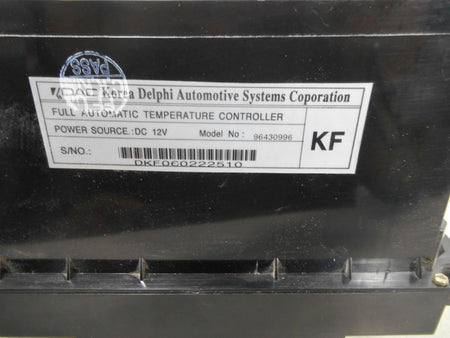 KDAC Korea Delphi Automotive Systems Coporation
FULL AUTOMATIC TEMPERATURE CONTROLLER
POWER SOURCE.:DC 12V Model No: 96430996
KF
S/NO.:
DKF060222510
PASS